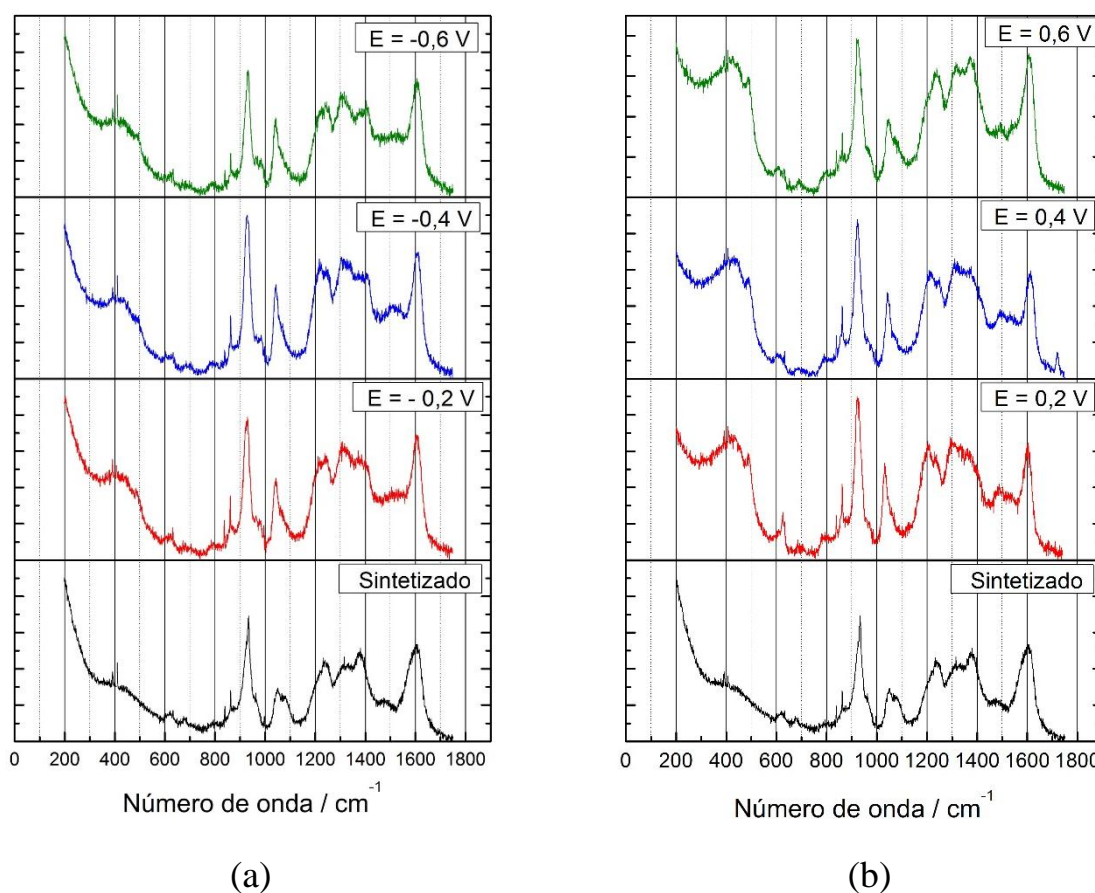 E = -0,6 V
E = -0,4 V
E = - 0,2 V
Sintetizado
0 200 400 600 800 1000 1200 1400 1600 1800
Número de onda / cm-1
(a)
E = 0,6 V
E = 0,4 V
E = 0,2 V
Sintetizado
0 200 400 600 800 1000 1200 1400 1600 1800
Número de onda / cm-1
(b)